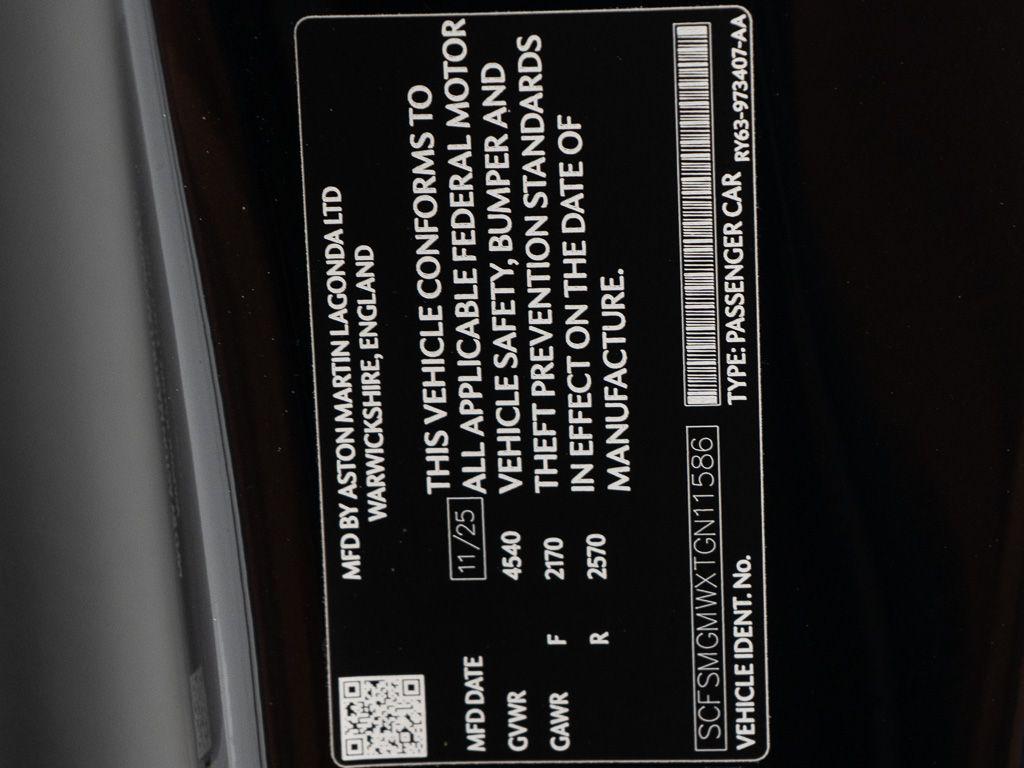 MFD BY ASTON MARTIN LAGONDA LTD
WARWICKSHIRE, ENGLAND
MFD DATE 11/25
GVWR 4540
GAWR F 2170
R 2570
THIS VEHICLE CONFORMS TO
ALL APPLICABLE FEDERAL MOTOR
VEHICLE SAFETY, BUMPER AND
THEFT PREVENTION STANDARDS
IN EFFECT ON THE DATE OF
MANUFACTURE.
SCFSMGMWXTGN11586
VEHICLE IDENT. No.
TYPE: PASSENGER CAR
RY63-973407-AA